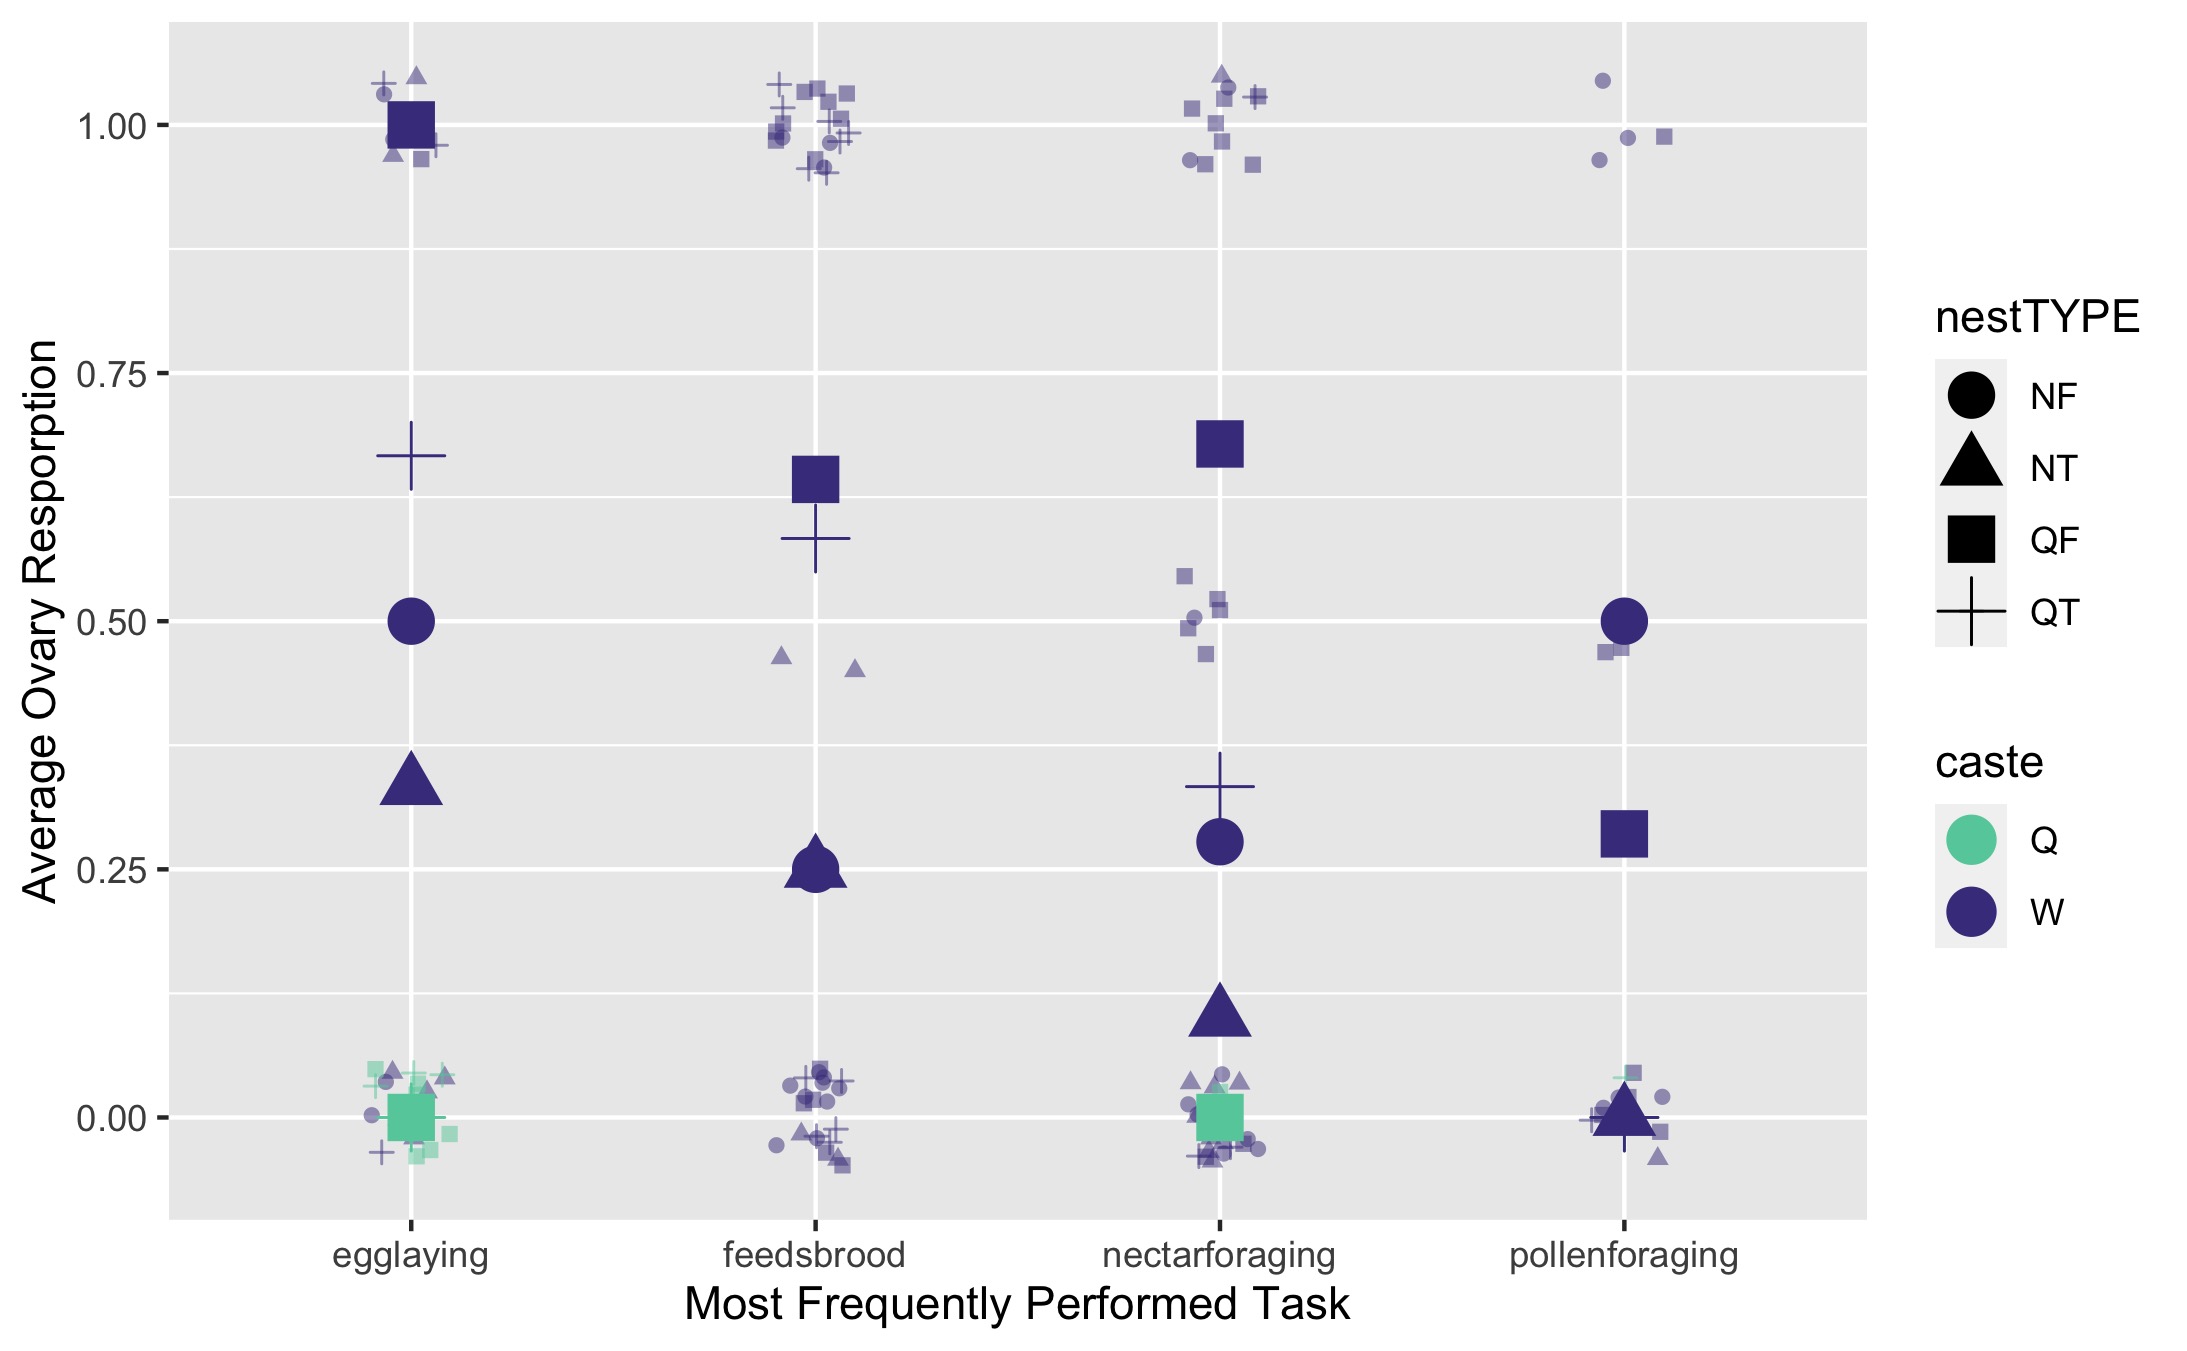 Average Ovary Resporption
1.00
0.75
0.50
0.25
0.00
egglaying feedsbrood nectarforaging pollenforaging
Most Frequently Performed Task
nestTYPE
NF
NT
QF
QT
caste
Q
W